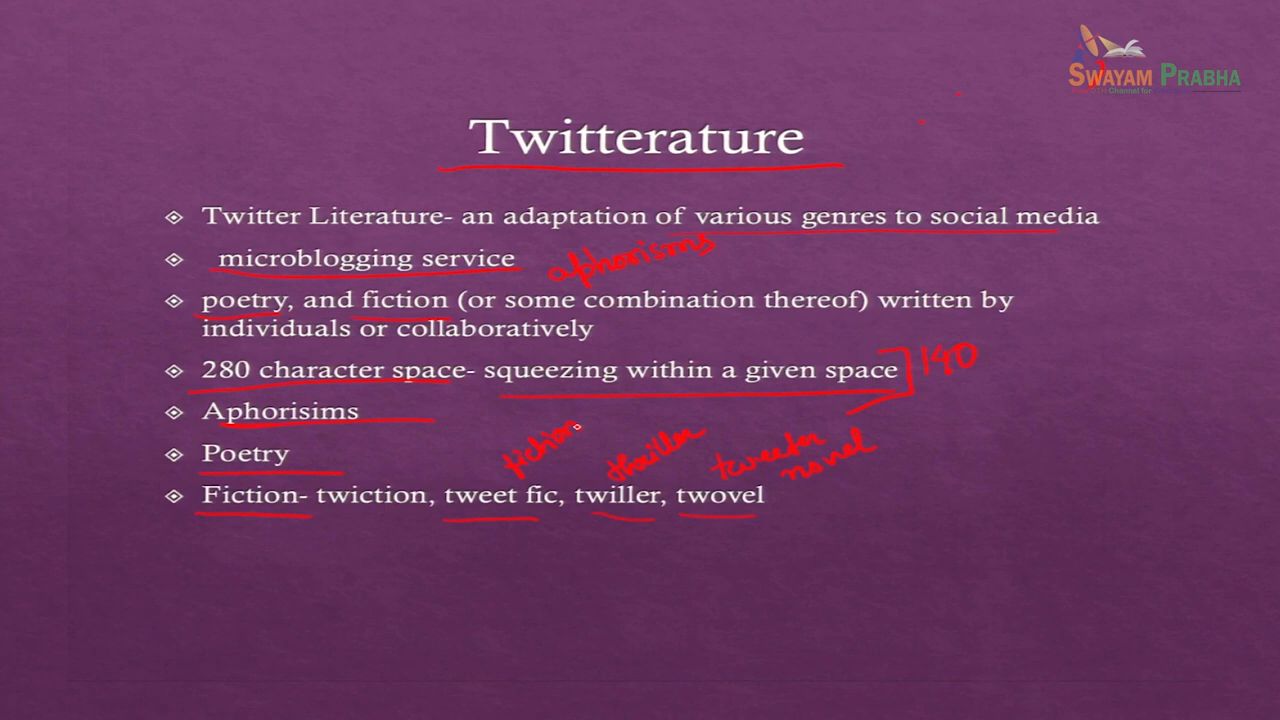 SWAYAM PRABHA
Twitterature
Twitter Literature- an adaptation of various genres to social media
microblogging service
aphorisms
poetry, and fiction (or some combination thereof) written by
individuals or collaboratively
280 character space- squeezing within a given space
140
Aphorisims
Poetry
fiction thriller tweeter
novel
Fiction- twiction, tweet fic, twiller, twovel